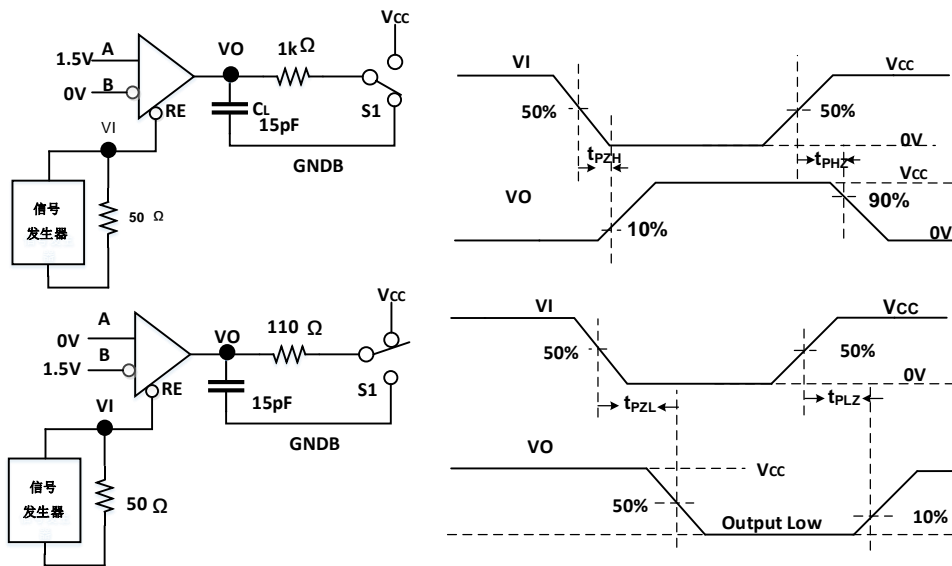 VCC
A
1.5V
VO
1kΩ
0V
B
RE
CL
15pF
S1
GNDB
VI
信号
发生器
50 Ω
VI
VCC
50%
50%
0V
tPZH
tPHZ
VCC
VO
90%
10%
0V
VCC
A
0V
VO
110 Ω
B
1.5V
RE
15pF
S1
GNDB
VI
信号
发生器
50 Ω
VI
VCC
50%
50%
0V
tPZL
tPLZ
VO
VCC
50%
Output Low
10%